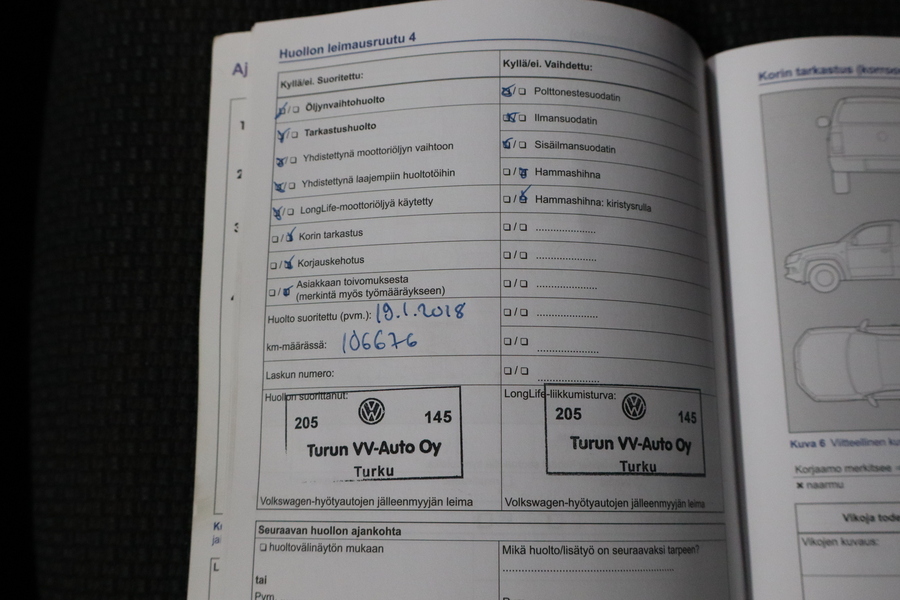 Aj
Huollon leimausruutu 4
Kyllä/ei. Suoritettu:
Öljynvaihtohuolto
Tarkastushuolto
Yhdistettynä moottoriöljyn vaihtoon
Yhdistettynä laajempiin huoltotöihin
LongLife-moottoriöljyä käytetty
Korin tarkastus
Korjauskehotus
Asiakkaan toivomuksesta
(merkintä myös työmääräykseen)
Huolto suoritettu (pvm.): 19.1.2018
km-määrässä: 106676
Laskun numero:
Huollon suorittanut:
205 145
Turun VV-Auto Oy
Turku
Volkswagen-hyötyautojen jälleenmyyjän leima
Kyllä/ei. Vaihdettu:
Polttonestesuodatin
Ilmansuodatin
Sisäilmansuodatin
Hammashihna
Hammashihna: kiristysrulla
LongLife-liikkumisturva:
205 145
Turun VV-Auto Oy
Turku
Volkswagen-hyötyautojen jälleenmyyjän leima
Seuraavan huollon ajankohta
huoltovälinäytön mukaan
tai
Pvm.
Mikä huolto/lisätyö on seuraavaksi tarpeen?
Korin tarkastus
Kuva 6 Viitteellinen
Korjaamo merkitsee
× naarmu
Vikoja
Vikojen kuvaus: